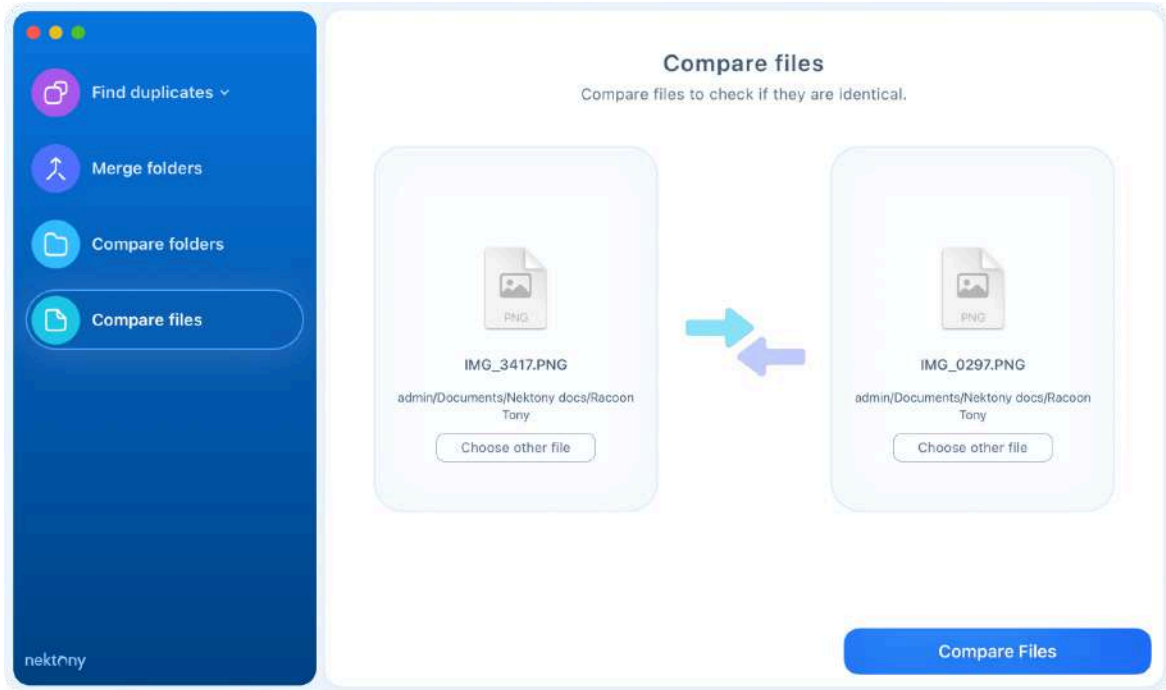 Find duplicates
Merge folders
Compare folders
Compare files
nektony
Compare files
Compare files to check if they are identical.
PNG
IMG_3417.PNG
admin/Documents/Nektony docs/Racoon
Tony
Choose other file
PNG
IMG_0297.PNG
admin/Documents/Nektony docs/Racoon
Tony
Choose other file
Compare Files